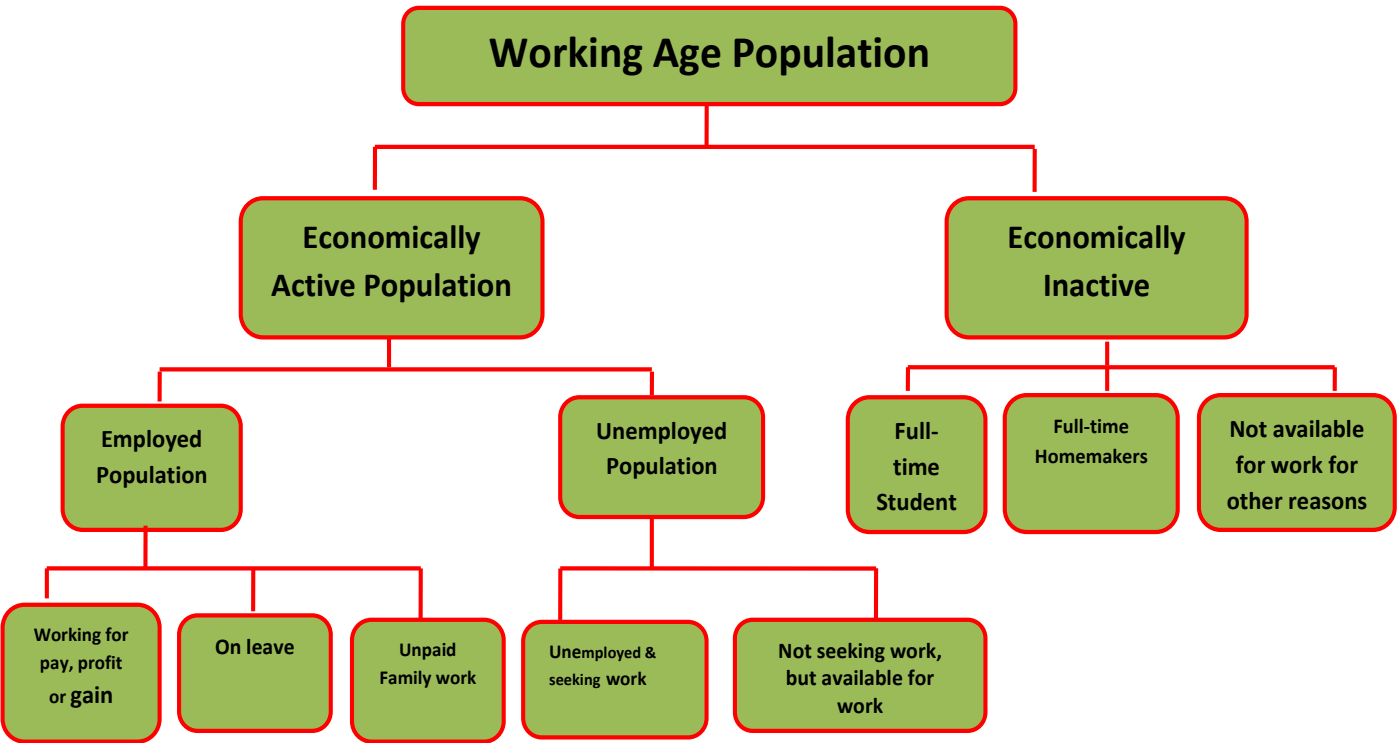 Working Age Population
Economically
Active Population
Economically
Inactive
Employed
Population
Unemployed
Population
Full-
time
Student
Full-time
Homemakers
Not available
for work for
other reasons
Working for
pay, profit
or gain
On leave
Unpaid
Family work
Unemployed &
seeking work
Not seeking work,
but available for
work